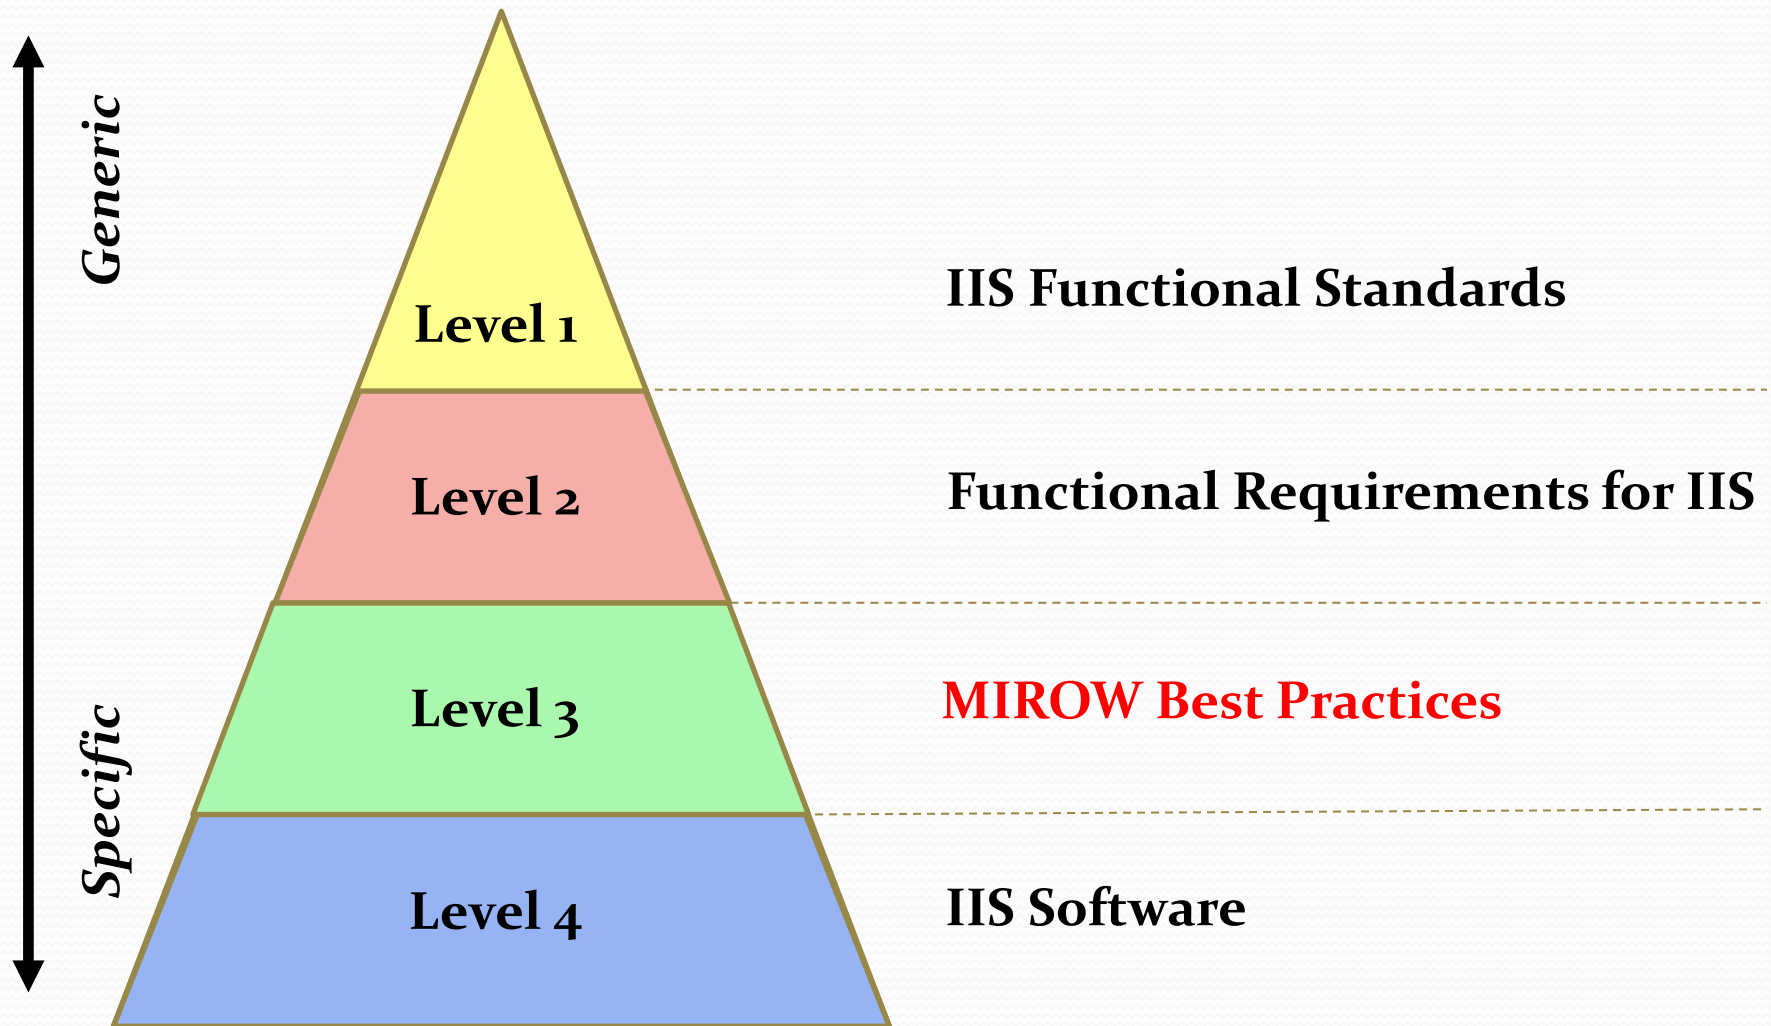 Generic
IIS Functional Standards
Level 1
Functional Requirements for IIS
Level 2
MIROW Best Practices
Level 3
Specific
IIS Software
Level 4